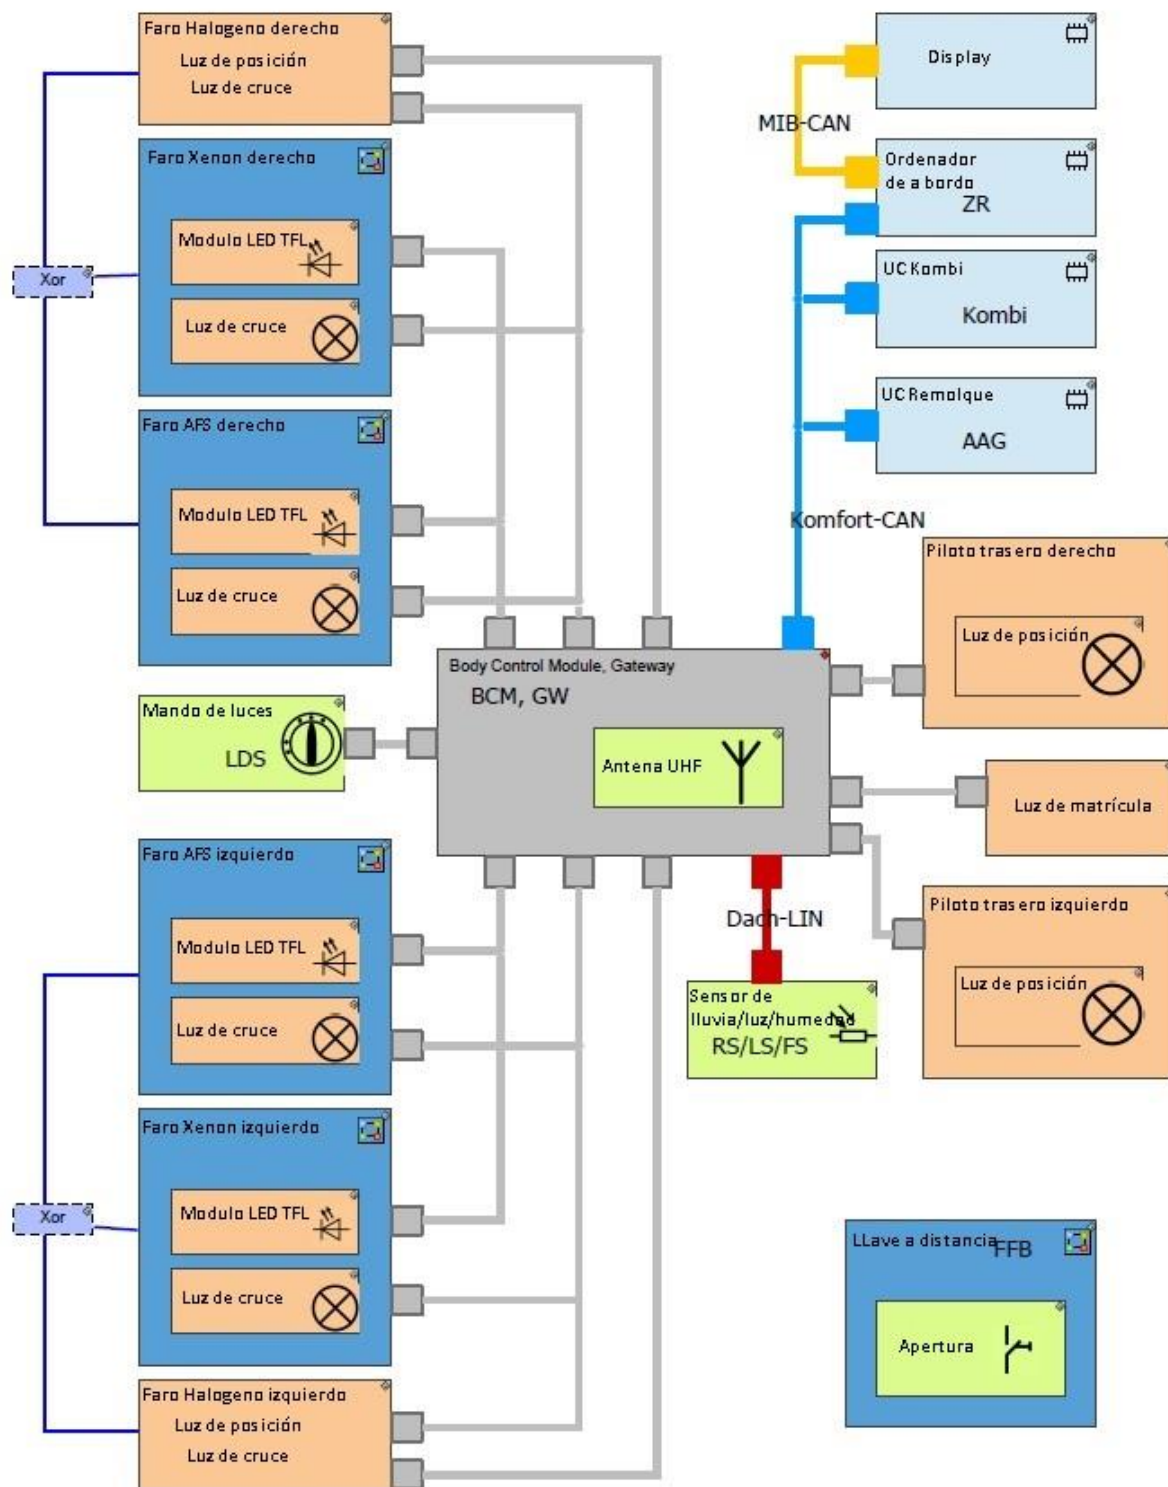 Faro Halogeno derecho
Luz de posición
Luz de cruce
Faro Xenon derecho
Modulo LED TFL
Luz de cruce
Xor
Faro AFS derecho
Modulo LED TFL
Luz de cruce
Display
MIB-CAN
Ordenador
de a bordo
ZR
UC Kombi
Kombi
UC Remolque
AAG
Komfort-CAN
Piloto trasero derecho
Luz de posición
Body Control Module, Gateway
BCM, GW
Antena UHF
Mando de luces
LDS
Luz de matrícula
Faro AFS izquierdo
Modulo LED TFL
Luz de cruce
Dach-LIN
Sensor de
lluvia/luz/humedad
RS/LS/FS
Piloto trasero izquierdo
Luz de posición
Faro Xenon izquierdo
Modulo LED TFL
Luz de cruce
Xor
LLave a distancia
FFB
Apertura
Faro Halogeno izquierdo
Luz de posición
Luz de cruce